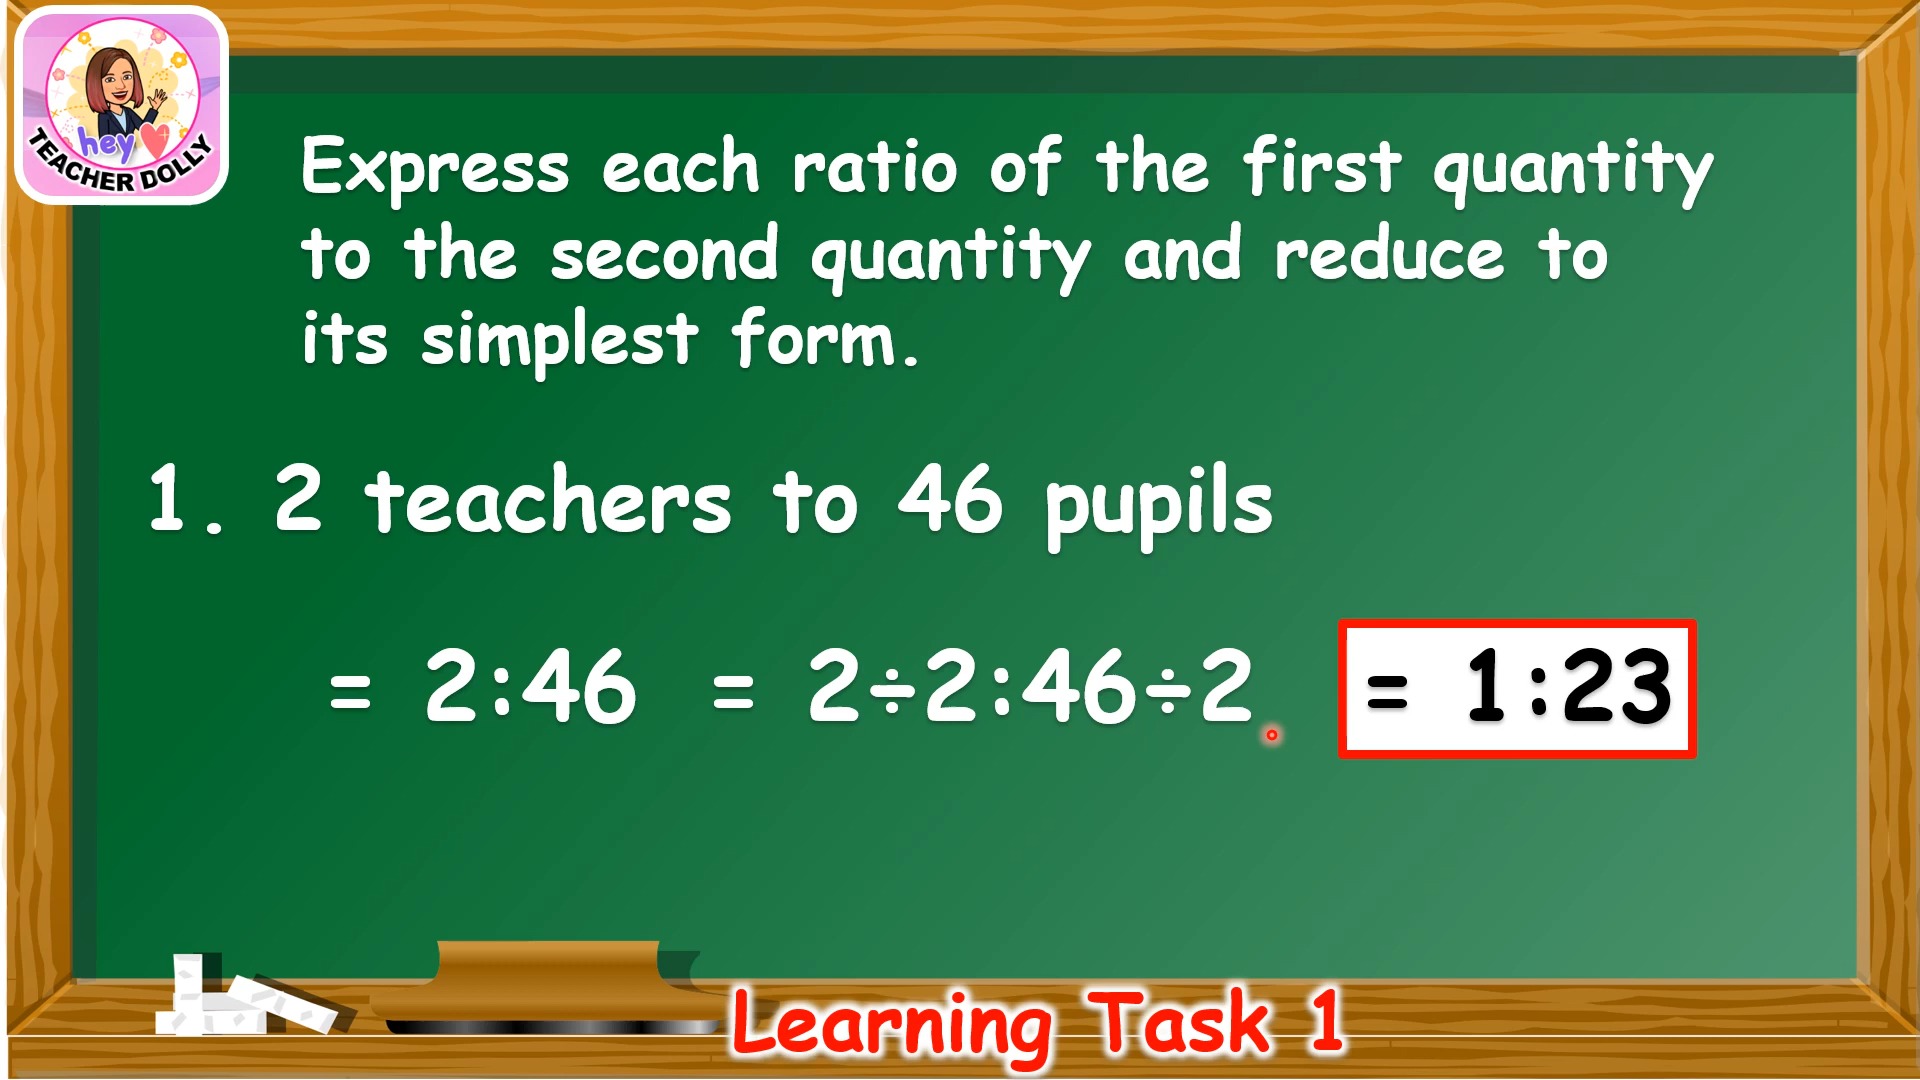 hey
TEACHER DOLLY
Express each ratio of the first quantity
to the second quantity and reduce to
its simplest form.
1. 2 teachers to 46 pupils
= 2:46 = 2÷2:46÷2 = 1:23
Learning Task 1